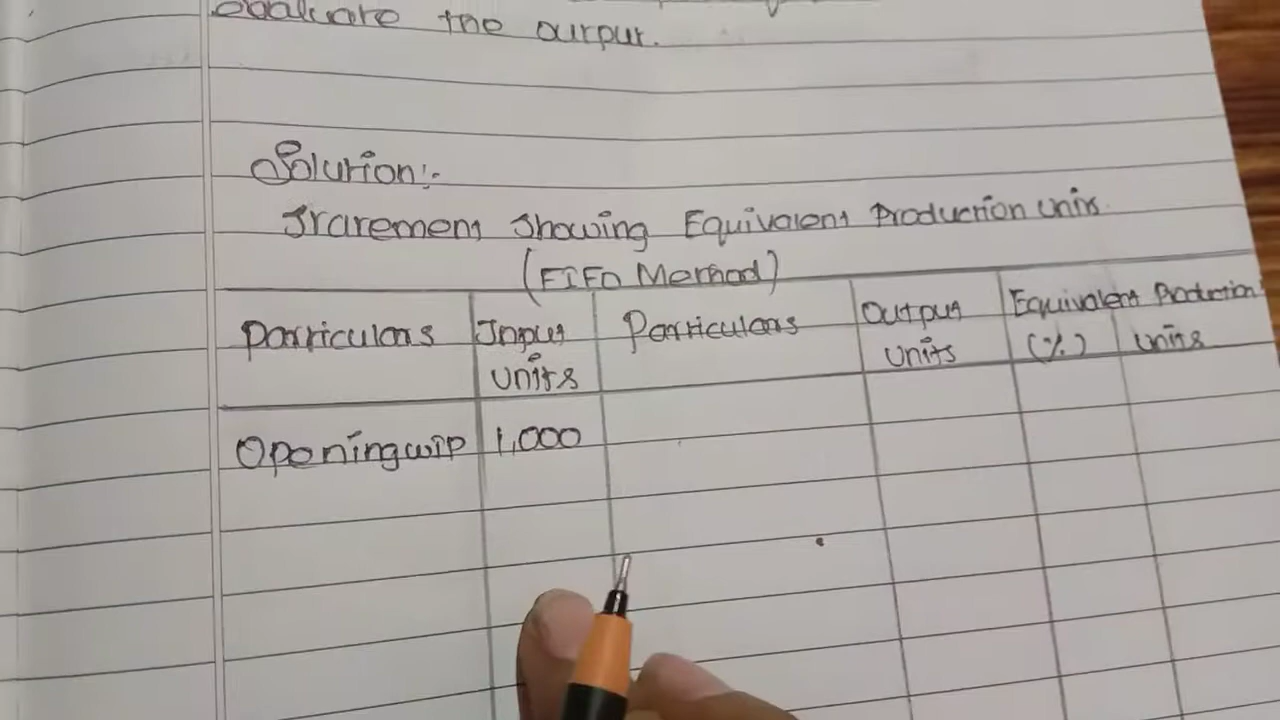 evaluate the output.
Solution:-
Statement Showing Equivalent Production Units
(FIFO Method)
Particulars Input Units Particulars Output Units Equivalent Production (%) Units
Opening WIP 1,000